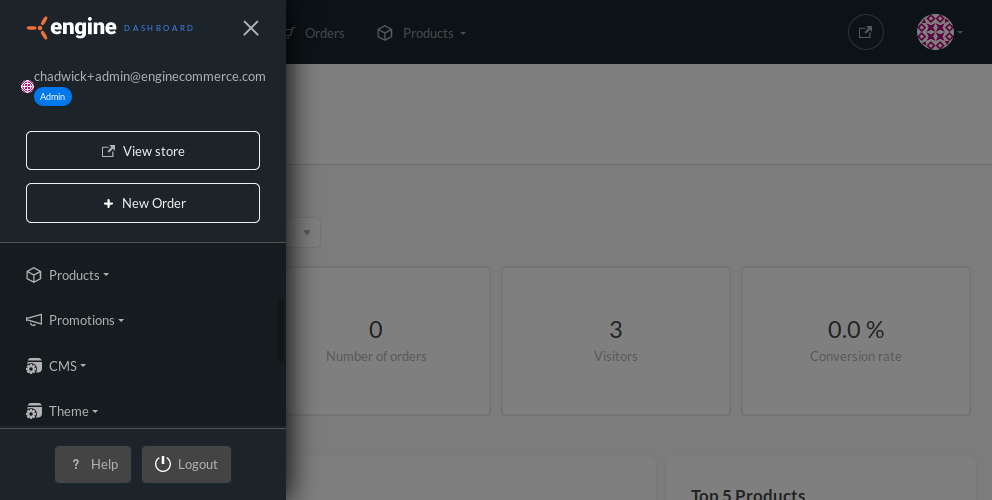 engine DASHBOARD
Orders
Products
chadwick+admin@enginecommerce.com
Admin
View store
New Order
Products
Promotions
CMS
Theme
? Help
Logout
0
Number of orders
3
Visitors
0.0 %
Conversion rate
Top 5 Products